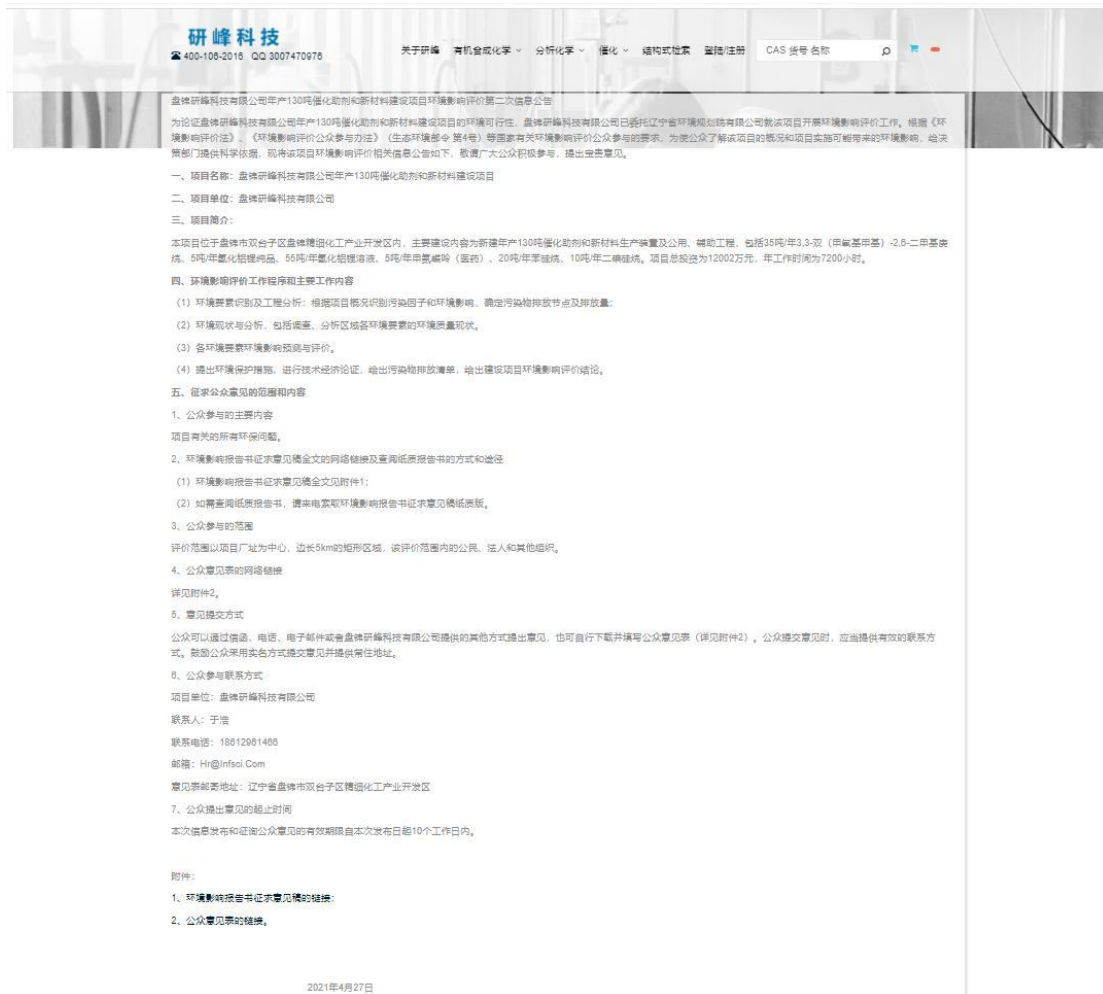 研峰科技
☎ 400-106-2016 QQ 3007470976
关于研峰 有机合成化学 分析化学 催化 结构式检索 登陆/注册 CAS 货号 名称
盘锦研峰科技有限公司年产130吨催化助剂和新材料建设项目环境影响评价第二次信息公告
为论证盘锦研峰科技有限公司年产130吨催化助剂和新材料建设项目的环境可行性，盘锦研峰科技有限公司已委托辽宁省环境规划院有限公司就该项目开展环境影响评价工作。根据《环
境影响评价法》、《环境影响评价公众参与办法》（生态环境部令 第4号）等国家有关环境影响评价公众参与的要求，为使公众了解该项目的概况和项目实施可能带来的环境影响，给决
策部门提供科学依据，现将该项目环境影响评价相关信息公告如下，敬请广大公众积极参与，提出宝贵意见。
一、项目名称：盘锦研峰科技有限公司年产130吨催化助剂和新材料建设项目
二、项目单位：盘锦研峰科技有限公司
三、项目简介：
本项目位于盘锦市双台子区盘锦精细化工产业开发区内，主要建设内容为新建年产130吨催化助剂和新材料生产装置及公用、辅助工程，包括35吨/年3,3-双（甲氧基甲基）-2,6-二甲基庚
烷、5吨/年氯化铝锂纯品、55吨/年氯化铝锂溶液、5吨/年甲氨蝶呤（医药）、20吨/年苯硅烷、10吨/年二碘硅烷。项目总投资为12002万元，年工作时间为7200小时。
四、环境影响评价工作程序和主要工作内容
（1）环境要素识别及工程分析：根据项目概况识别污染因子和环境影响，确定污染物排放节点及排放量；
（2）环境现状与分析，包括调查、分析区域各环境要素的环境质量现状。
（3）各环境要素环境影响预测与评价。
（4）提出环境保护措施、进行技术经济论证，给出污染物排放清单，给出建设项目环境影响评价结论。
五、征求公众意见的范围和内容
1、公众参与的主要内容
项目有关的所有环保问题。
2、环境影响报告书征求意见稿全文的网络链接及查阅纸质报告书的方式和途径
（1）环境影响报告书征求意见稿全文见附件1；
（2）如需查阅纸质报告书，请来电索取环境影响报告书征求意见稿纸质版。
3、公众参与的范围
评价范围以项目厂址为中心，边长5km的矩形区域，该评价范围内的公民、法人和其他组织。
4、公众意见表的网络链接
详见附件2。
5、意见提交方式
公众可以通过信函、电话、电子邮件或者盘锦研峰科技有限公司提供的其他方式提出意见，也可自行下载并填写公众意见表（详见附件2）。公众提交意见时，应当提供有效的联系方
式。鼓励公众采用实名方式提交意见并提供常住地址。
6、公众参与联系方式
项目单位：盘锦研峰科技有限公司
联系人：于浩
联系电话：18612961466
邮箱：Hr@Infsci.Com
意见表邮寄地址：辽宁省盘锦市双台子区精细化工产业开发区
7、公众提出意见的起止时间
本次信息发布和征询公众意见的有效期限自本次发布日起10个工作日内。
附件：
1、环境影响报告书征求意见稿的链接；
2、公众意见表的链接。
2021年4月27日